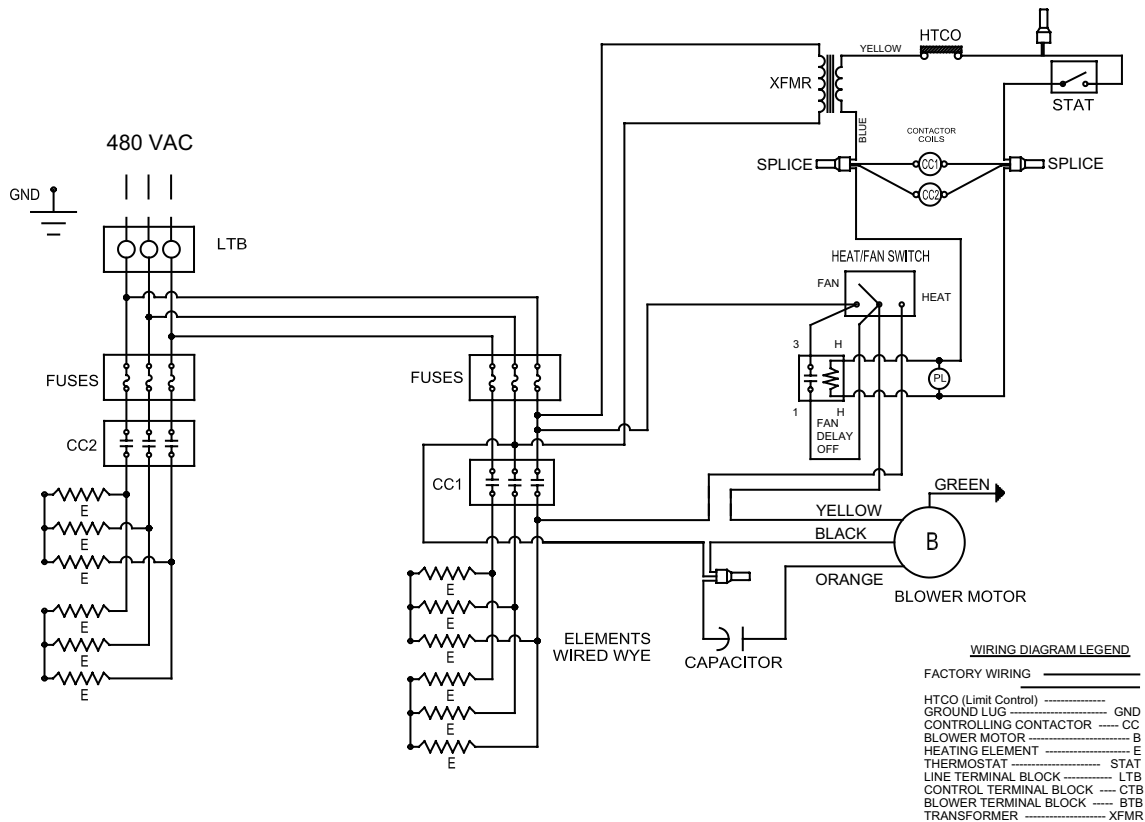 HTCO
YELLOW
XFMR
STAT
BLUE
CONTACTOR
COILS
480 VAC
SPLICE
CC1
SPLICE
CC2
GND
LTB
HEAT/FAN SWITCH
FAN
HEAT
3
H
FUSES
FUSES
PL
1
H
FAN
DELAY
OFF
CC2
CC1
GREEN
YELLOW
BLACK
B
ORANGE
BLOWER MOTOR
E
E
E
E
E
E
E
E
E
E
E
E
ELEMENTS
WIRED WYE
CAPACITOR
WIRING DIAGRAM LEGEND
FACTORY WIRING
HTCO (Limit Control) ---------------
GROUND LUG ----------------------- GND
CONTROLLING CONTACTOR ----- CC
BLOWER MOTOR ------------------------ B
HEATING ELEMENT -------------------- E
THERMOSTAT --------------------- STAT
LINE TERMINAL BLOCK ------------ LTB
CONTROL TERMINAL BLOCK ---- CTB
BLOWER TERMINAL BLOCK ----- BTB
TRANSFORMER ------------------- XFMR